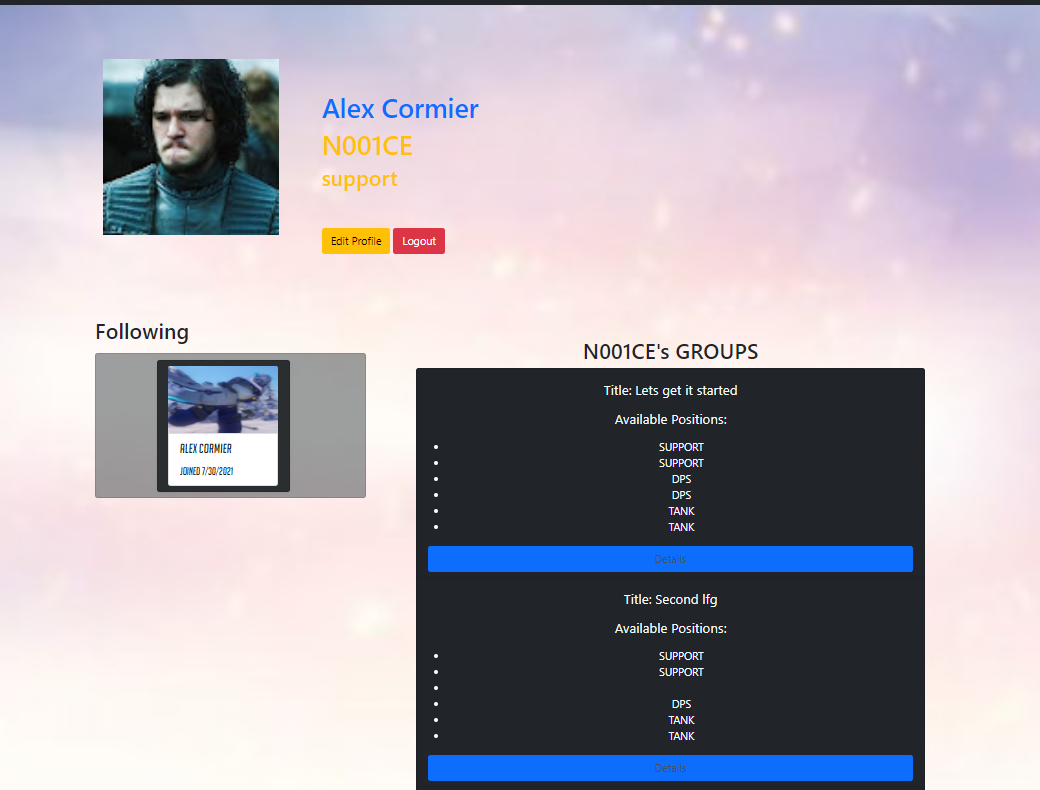 Alex Cormier
N001CE
support
Edit Profile Logout
Following
ALEX CORMIER
JOINED 7/30/2021
N001CE's GROUPS
Title: Lets get it started
Available Positions:
SUPPORT
SUPPORT
DPS
DPS
TANK
TANK
Details
Title: Second lfg
Available Positions:
SUPPORT
SUPPORT
DPS
TANK
TANK
Details